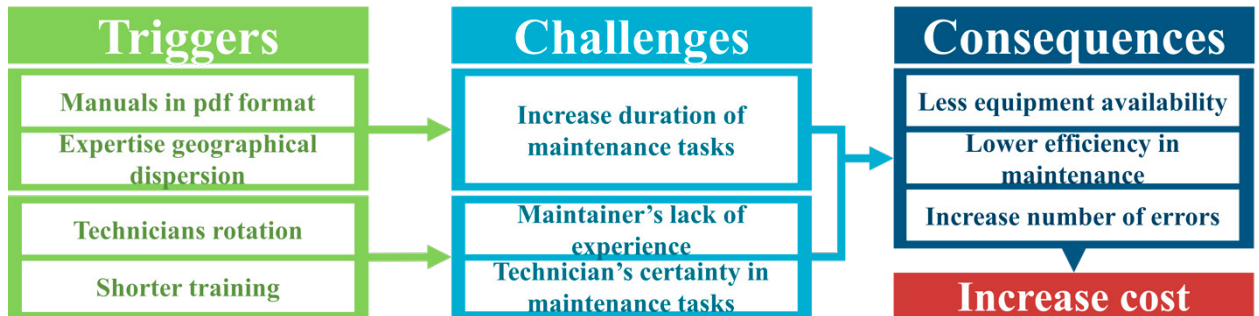 Triggers
Manuals in pdf format
Expertise geographical
dispersion
Technicians rotation
Shorter training
Challenges
Increase duration of
maintenance tasks
Maintainer's lack of
experience
Technician's certainty in
maintenance tasks
Consequences
Less equipment availability
Lower efficiency in
maintenance
Increase number of errors
Increase cost